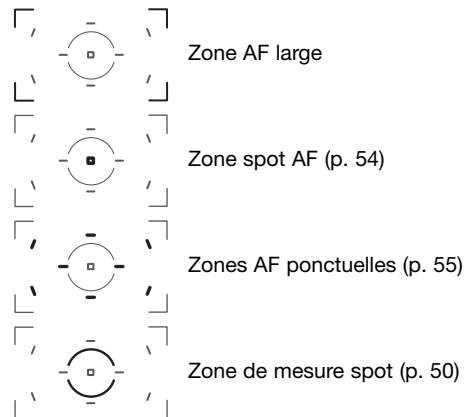 Zone AF large
Zone spot AF (p. 54)
Zones AF ponctuelles (p. 55)
Zone de mesure spot (p. 50)